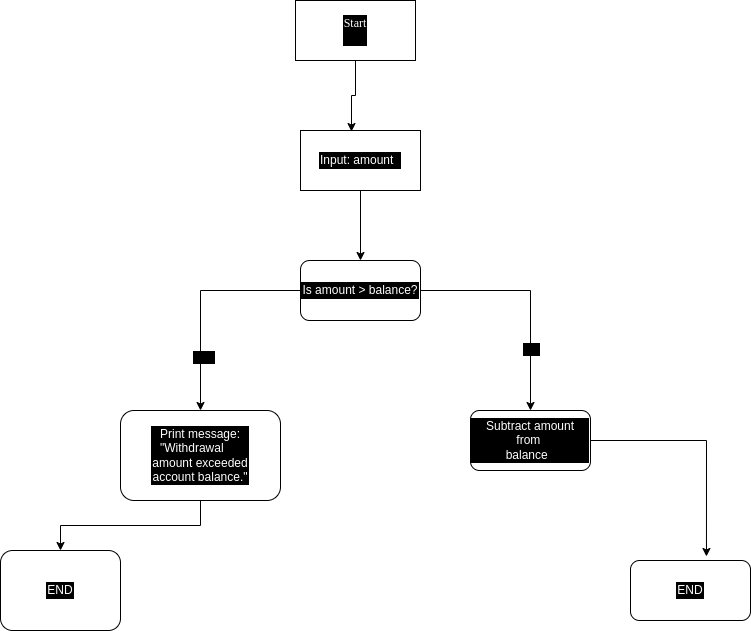 Start
Input: amount
Is amount > balance?
Print message:
"Withdrawal
amount exceeded
account balance."
Subtract amount
from
balance
END
END